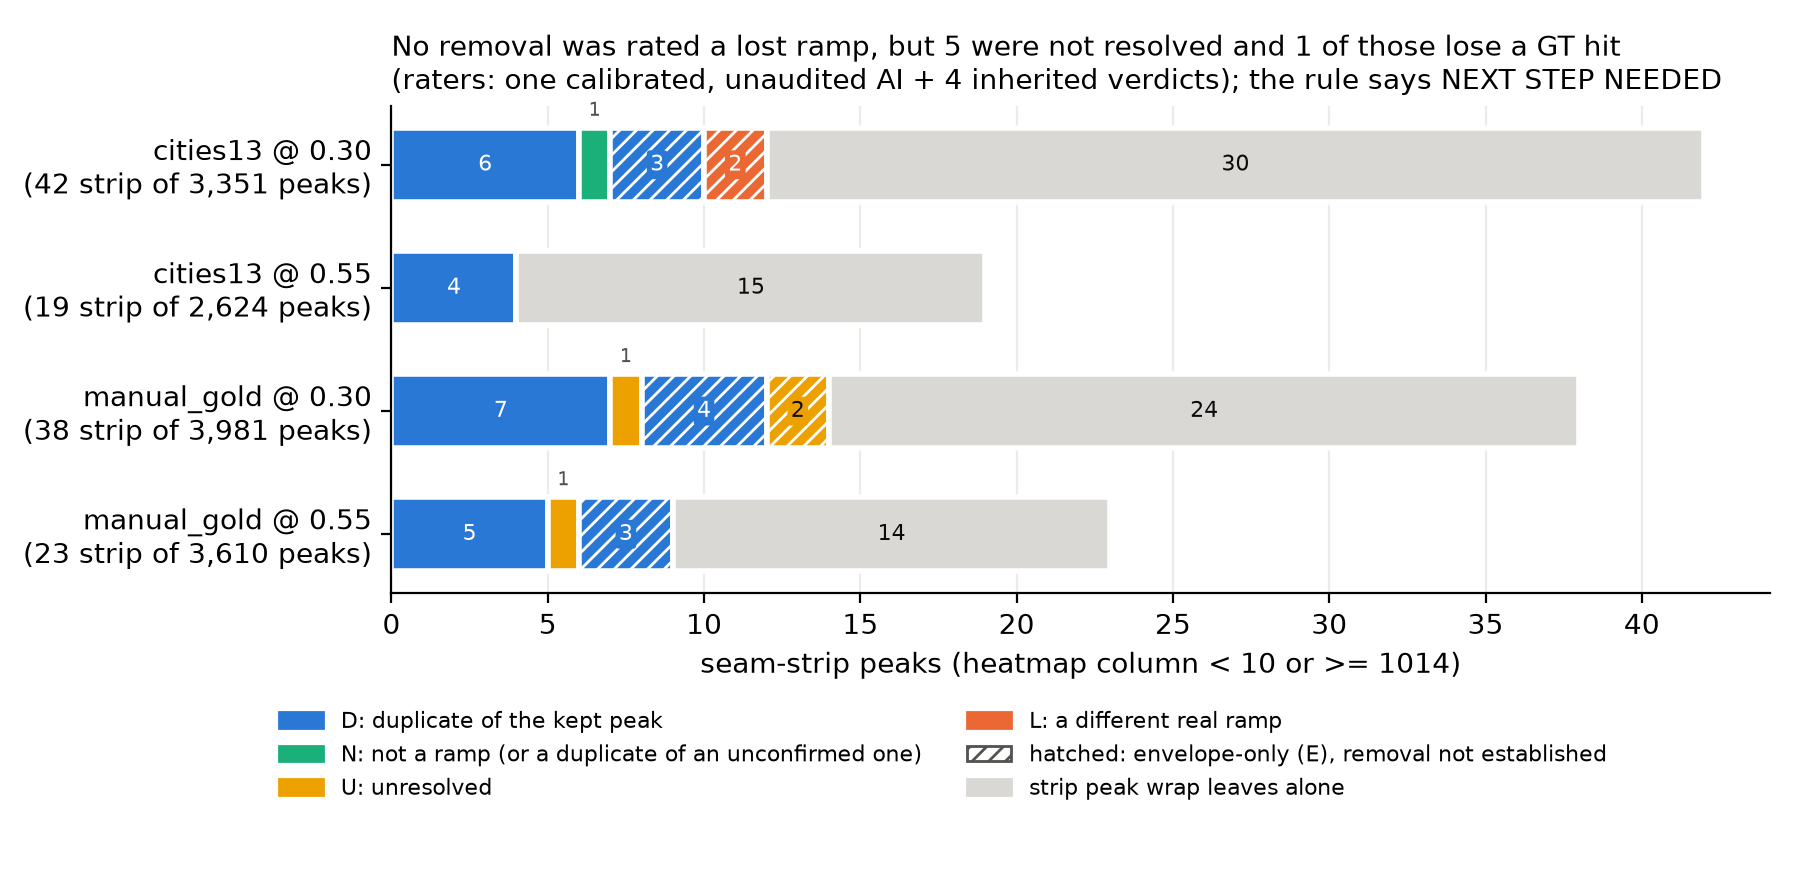 No removal was rated a lost ramp, but 5 were not resolved and 1 of those lose a GT hit
(raters: one calibrated, unaudited AI + 4 inherited verdicts); the rule says NEXT STEP NEEDED
1
cities13 @ 0.30
(42 strip of 3,351 peaks)
6 3 2 30
cities13 @ 0.55
(19 strip of 2,624 peaks)
4 15
1
manual_gold @ 0.30
(38 strip of 3,981 peaks)
7 4 2 24
1
manual_gold @ 0.55
(23 strip of 3,610 peaks)
5 3 14
0 5 10 15 20 25 30 35 40
seam-strip peaks (heatmap column < 10 or >= 1014)
D: duplicate of the kept peak
N: not a ramp (or a duplicate of an unconfirmed one)
U: unresolved
L: a different real ramp
hatched: envelope-only (E), removal not established
strip peak wrap leaves alone